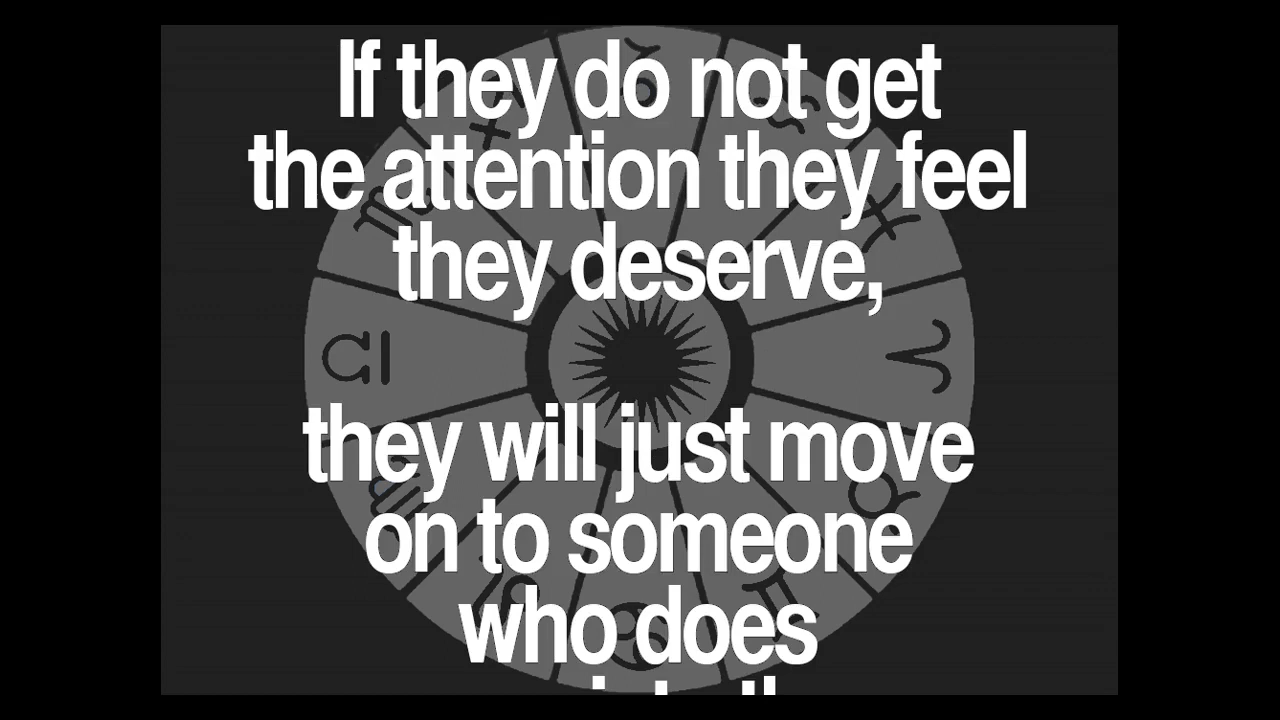 If they do not get
the attention they feel
they deserve,
they will just move
on to someone
who does